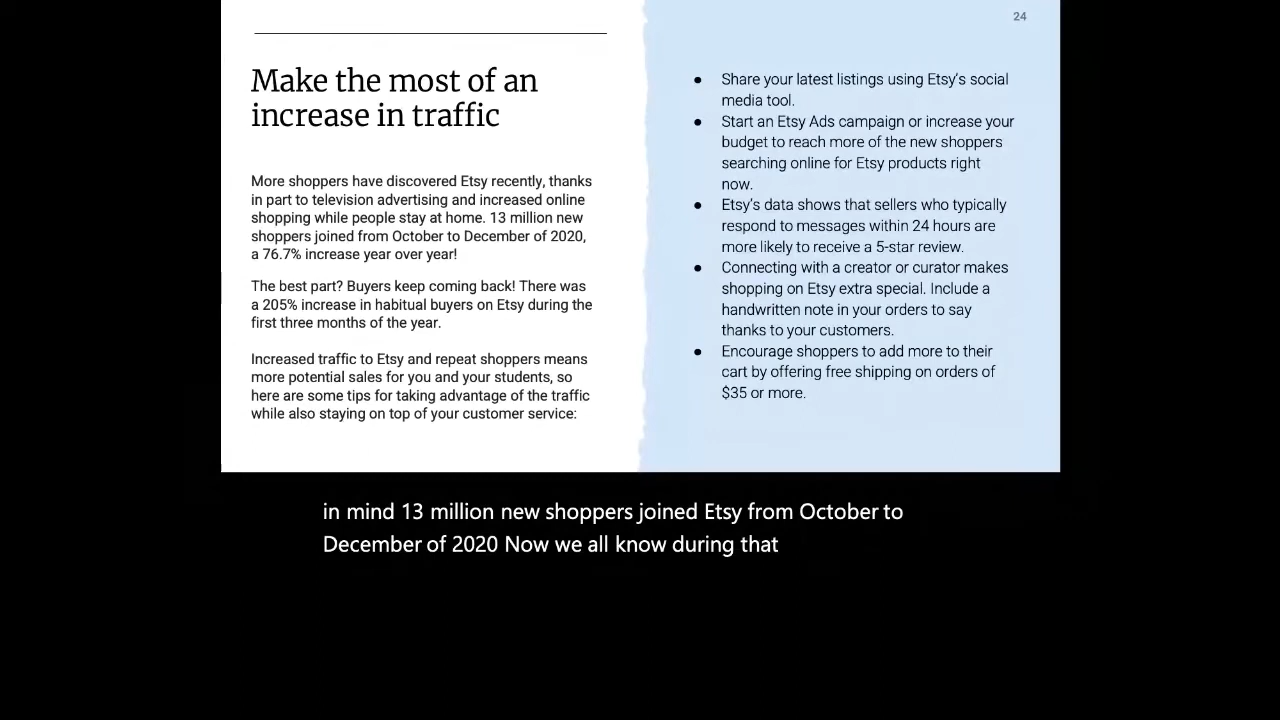 24
Make the most of an
increase in traffic
More shoppers have discovered Etsy recently, thanks
in part to television advertising and increased online
shopping while people stay at home. 13 million new
shoppers joined from October to December of 2020,
a 76.7% increase year over year!
The best part? Buyers keep coming back! There was
a 205% increase in habitual buyers on Etsy during the
first three months of the year.
Increased traffic to Etsy and repeat shoppers means
more potential sales for you and your students, so
here are some tips for taking advantage of the traffic
while also staying on top of your customer service:
● Share your latest listings using Etsy's social
media tool.
● Start an Etsy Ads campaign or increase your
budget to reach more of the new shoppers
searching online for Etsy products right
now.
● Etsy's data shows that sellers who typically
respond to messages within 24 hours are
more likely to receive a 5-star review.
● Connecting with a creator or curator makes
shopping on Etsy extra special. Include a
handwritten note in your orders to say
thanks to your customers.
● Encourage shoppers to add more to their
cart by offering free shipping on orders of
$35 or more.
in mind 13 million new shoppers joined Etsy from October to
December of 2020 Now we all know during that